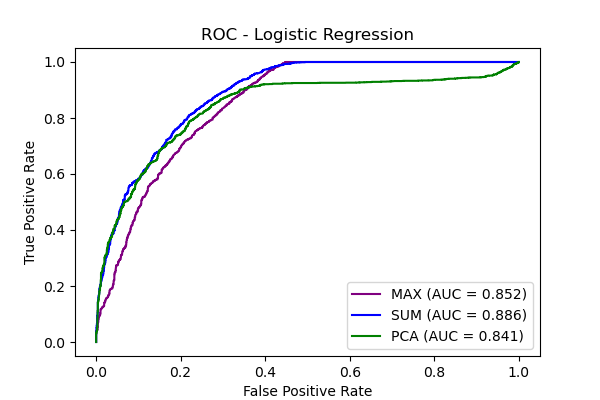 ROC - Logistic Regression
True Positive Rate
1.0
0.8
0.6
0.4
0.2
0.0
MAX (AUC = 0.852)
SUM (AUC = 0.886)
PCA (AUC = 0.841)
0.0 0.2 0.4 0.6 0.8 1.0
False Positive Rate